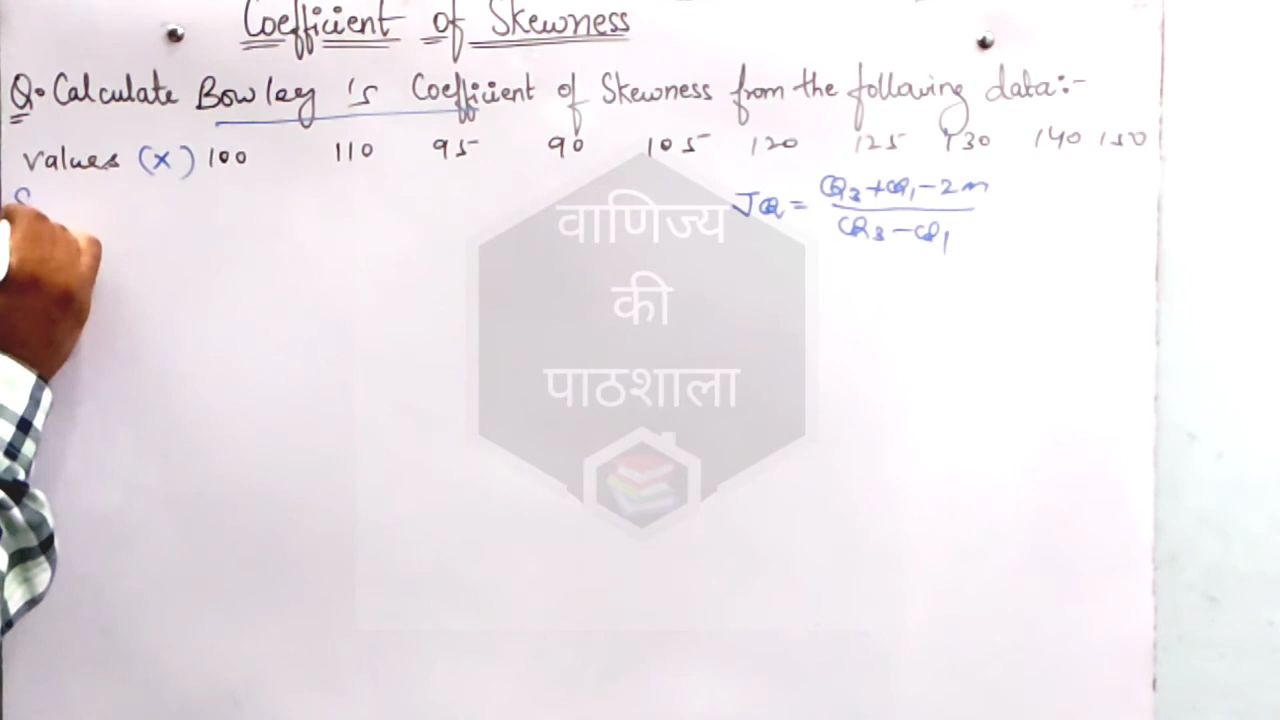 Coefficient of Skewness
Q. Calculate Bowley's Coefficient of Skewness from the following data:-
Values (x) 100 110 95 90 105 120 125 130 140 150
JQ = Q3+Q1-2m
Q3-Q1
वाणिज्य
की
पाठशाला